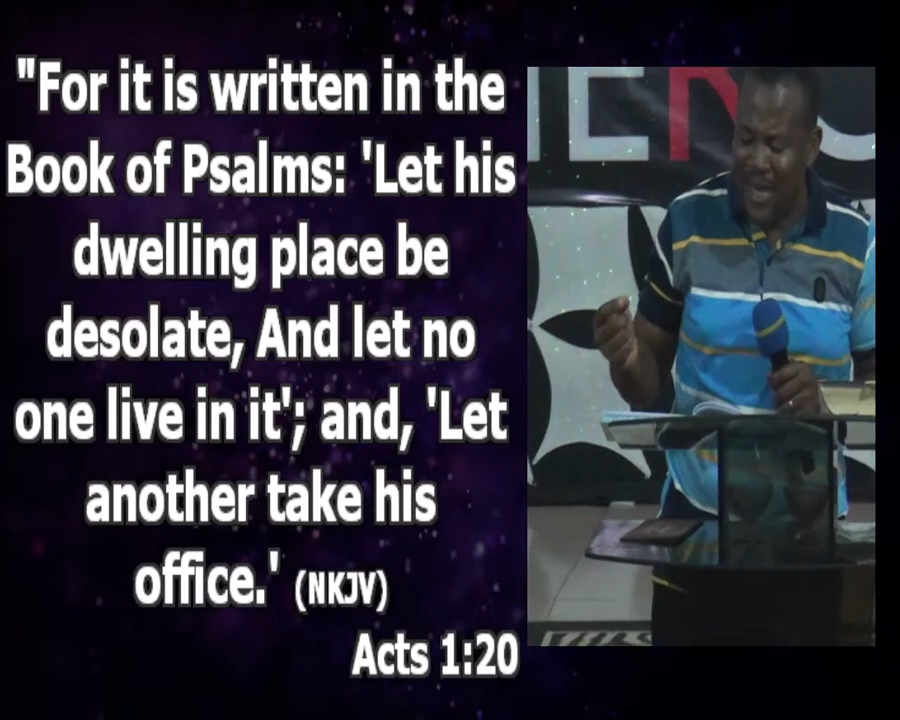 "For it is written in the
Book of Psalms: 'Let his
dwelling place be
desolate, And let no
one live in it'; and, 'Let
another take his
office.' (NKJV)
Acts 1:20